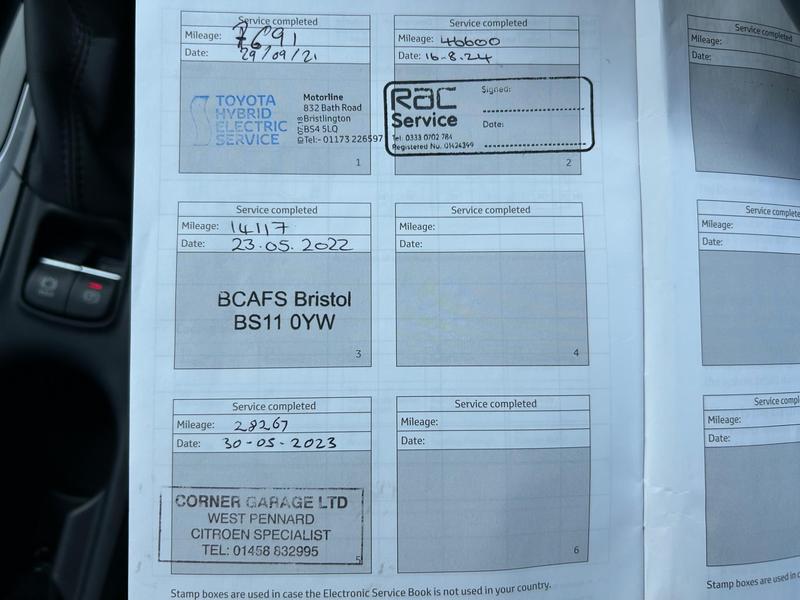 Service completed
Mileage: 7691
Date: 29/09/21
TOYOTA
HYBRID
ELECTRIC
SERVICE
Motorline
832 Bath Road
Brislington
BS4 5LQ
Tel:- 01173 226597
1
Service completed
Mileage: 46600
Date: 16-8.24
RAC
Service
Tel: 0333 0702 784
Registered No. 01424399
Signed:
Date:
2
Service completed
Mileage: 14117
Date: 23.05.2022
BCAFS Bristol
BS11 0YW
3
Service completed
Mileage:
Date:
4
Service completed
Mileage: 28267
Date: 30-05-2023
CORNER GARAGE LTD
WEST PENNARD
CITROEN SPECIALIST
TEL: 01458 832995
5
Service completed
Mileage:
Date:
6
Stamp boxes are used in case the Electronic Service Book is not used in your country.
Mileage:
Date:
Service complete
Mileage:
Date:
Service compl
Mileage:
Date:
Stamp boxes are used in c